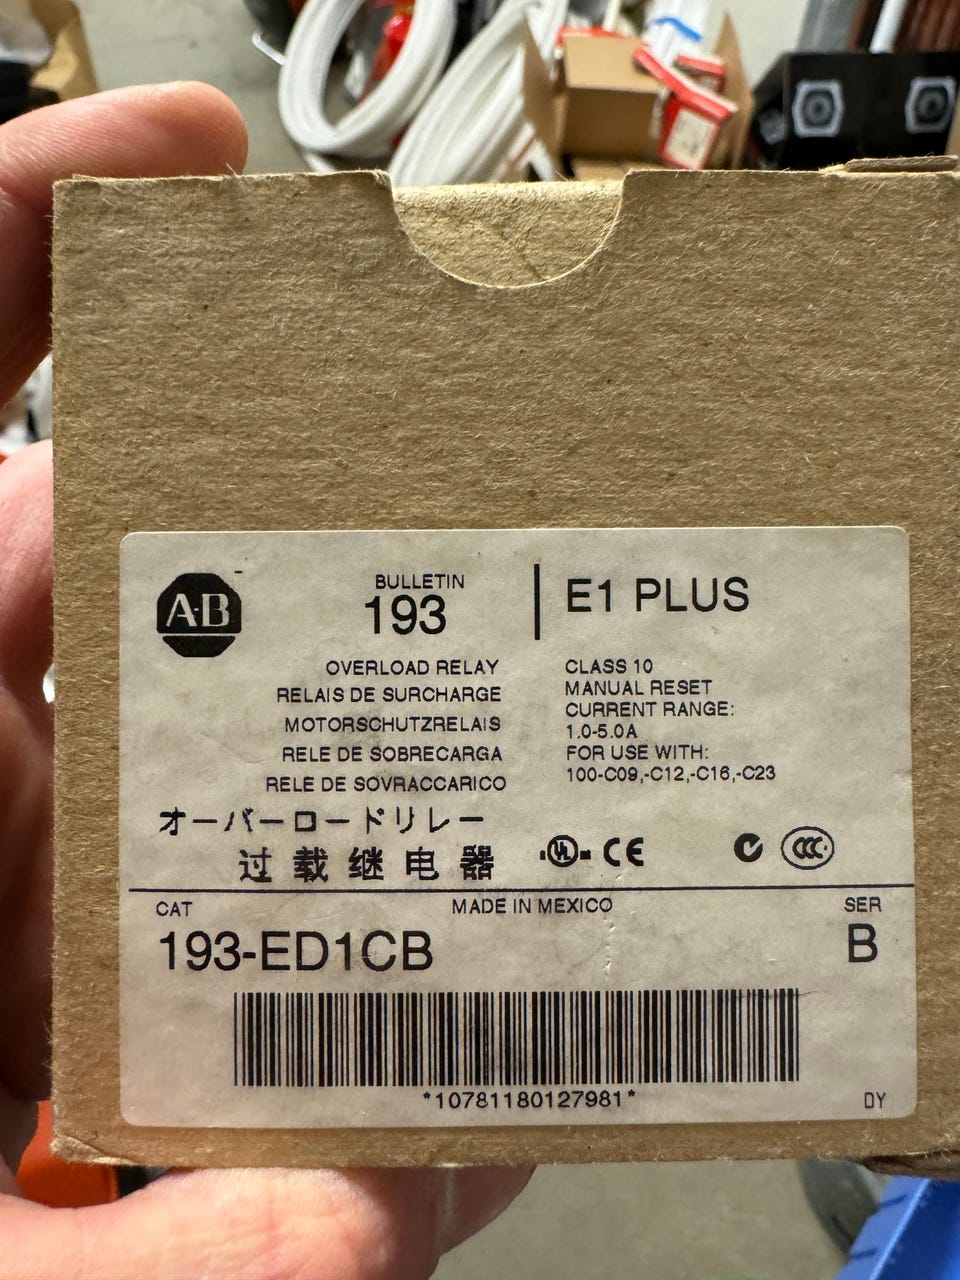 A·B
BULLETIN
193
E1 PLUS
OVERLOAD RELAY
RELAIS DE SURCHARGE
MOTORSCHUTZRELAIS
RELE DE SOBRECARGA
RELE DE SOVRACCARICO
オーバーロードリレー
过载继电器
CLASS 10
MANUAL RESET
CURRENT RANGE:
1.0-5.0A
FOR USE WITH:
100-C09,-C12,-C16,-C23
UL CE CCC
CAT
MADE IN MEXICO
SER
193-ED1CB
B
*10781180127981*
DY